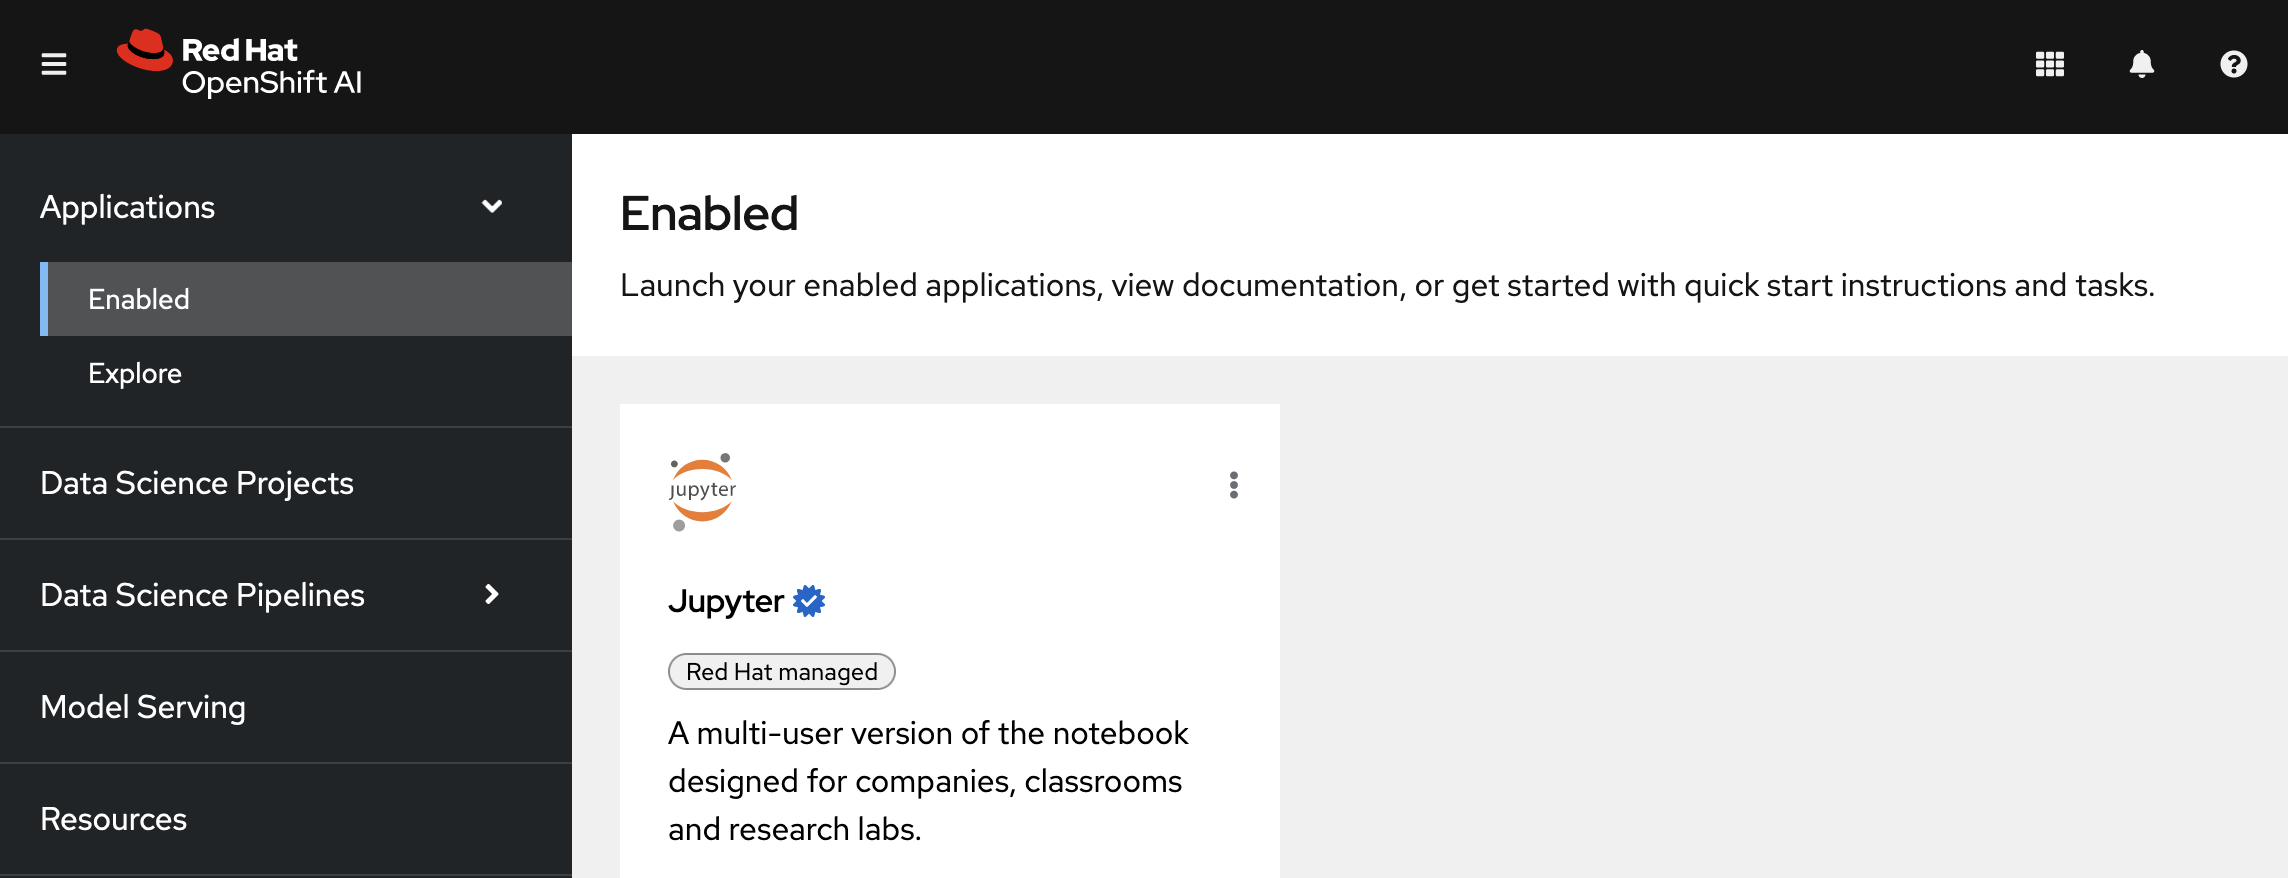 Red Hat
OpenShift AI
Applications
Enabled
Explore
Data Science Projects
Data Science Pipelines
Model Serving
Resources
Enabled
Launch your enabled applications, view documentation, or get started with quick start instructions and tasks.
jupyter
Jupyter
Red Hat managed
A multi-user version of the notebook
designed for companies, classrooms
and research labs.